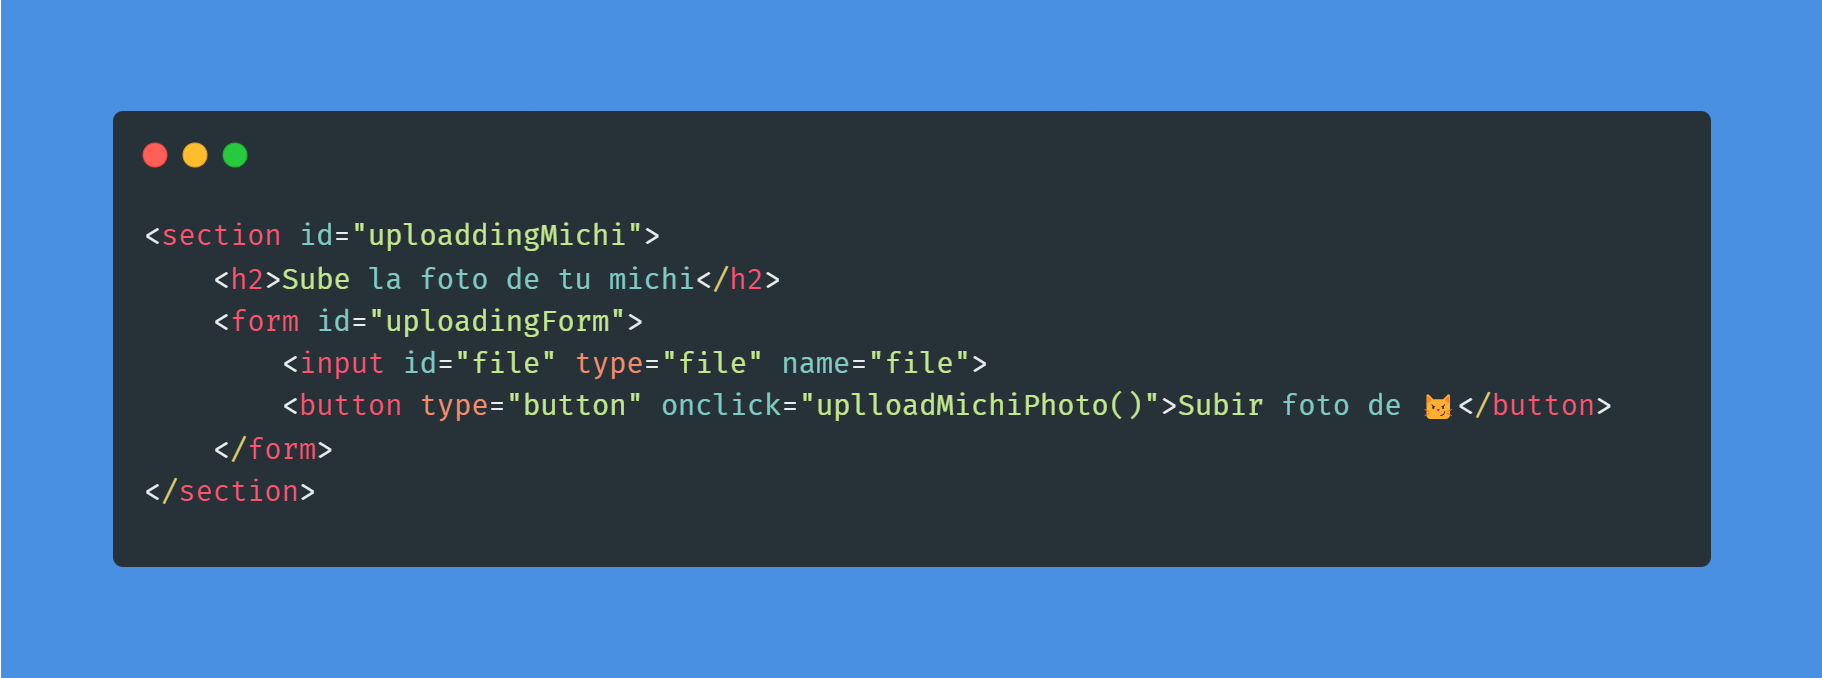 <section id="uploaddingMichi">
    <h2>Sube la foto de tu michi</h2>
    <form id="uploadingForm">
        <input id="file" type="file" name="file">
        <button type="button" onclick="uplloadMichiPhoto()">Subir foto de 😼</button>
    </form>
</section>